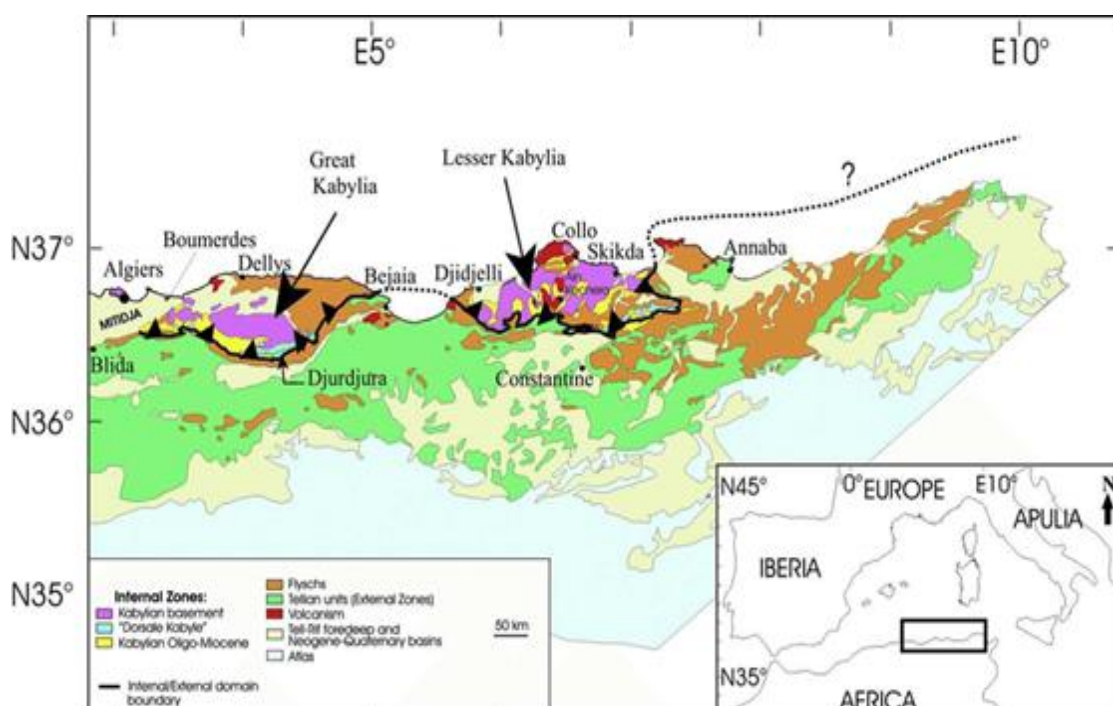 E5°
E10°
Great
Kabylia
Lesser Kabylia
?
N37°
Boumerdes
Collo
Skikda
Annaba
Algiers
Dellys
Bejaia
Djidjelli
MITIDJA
Blida
Djurdjura
Constantine
N36°
N35°
Internal Zones:
Kabylian basement
"Dorsale Kabyle"
Kabylian Oligo-Miocene
Internal/External domain
boundary
Flyschs
Tellian units (External Zones)
Volcanism
Tell-Rif foredeep and
Neogene-Quaternary basins
Atlas
50 km
N45°
0°
EUROPE
E10°
N
APULIA
IBERIA
N35°
AFRICA